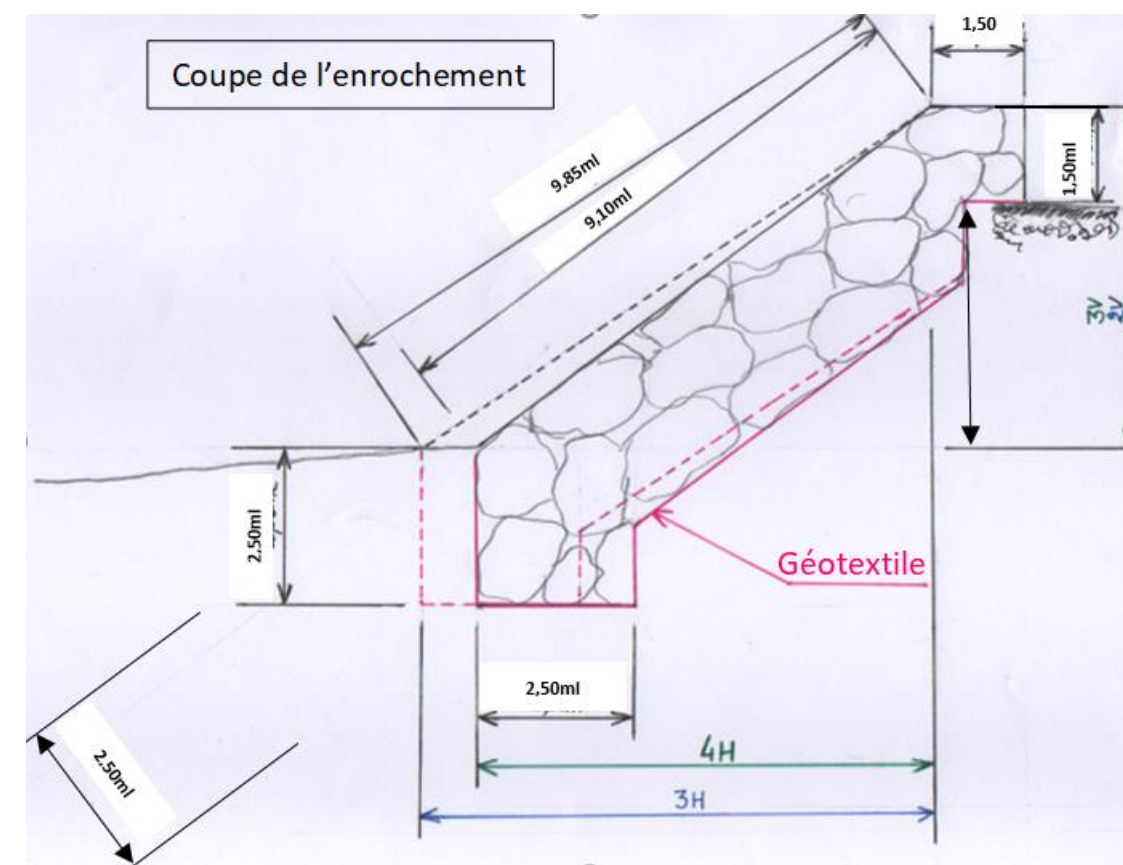 Coupe de l’enrochement
1,50
1,50ml
9,85ml
9,10ml
3V
2V
2,50ml
Géotextile
2,50ml
2.50ml
4H
3H